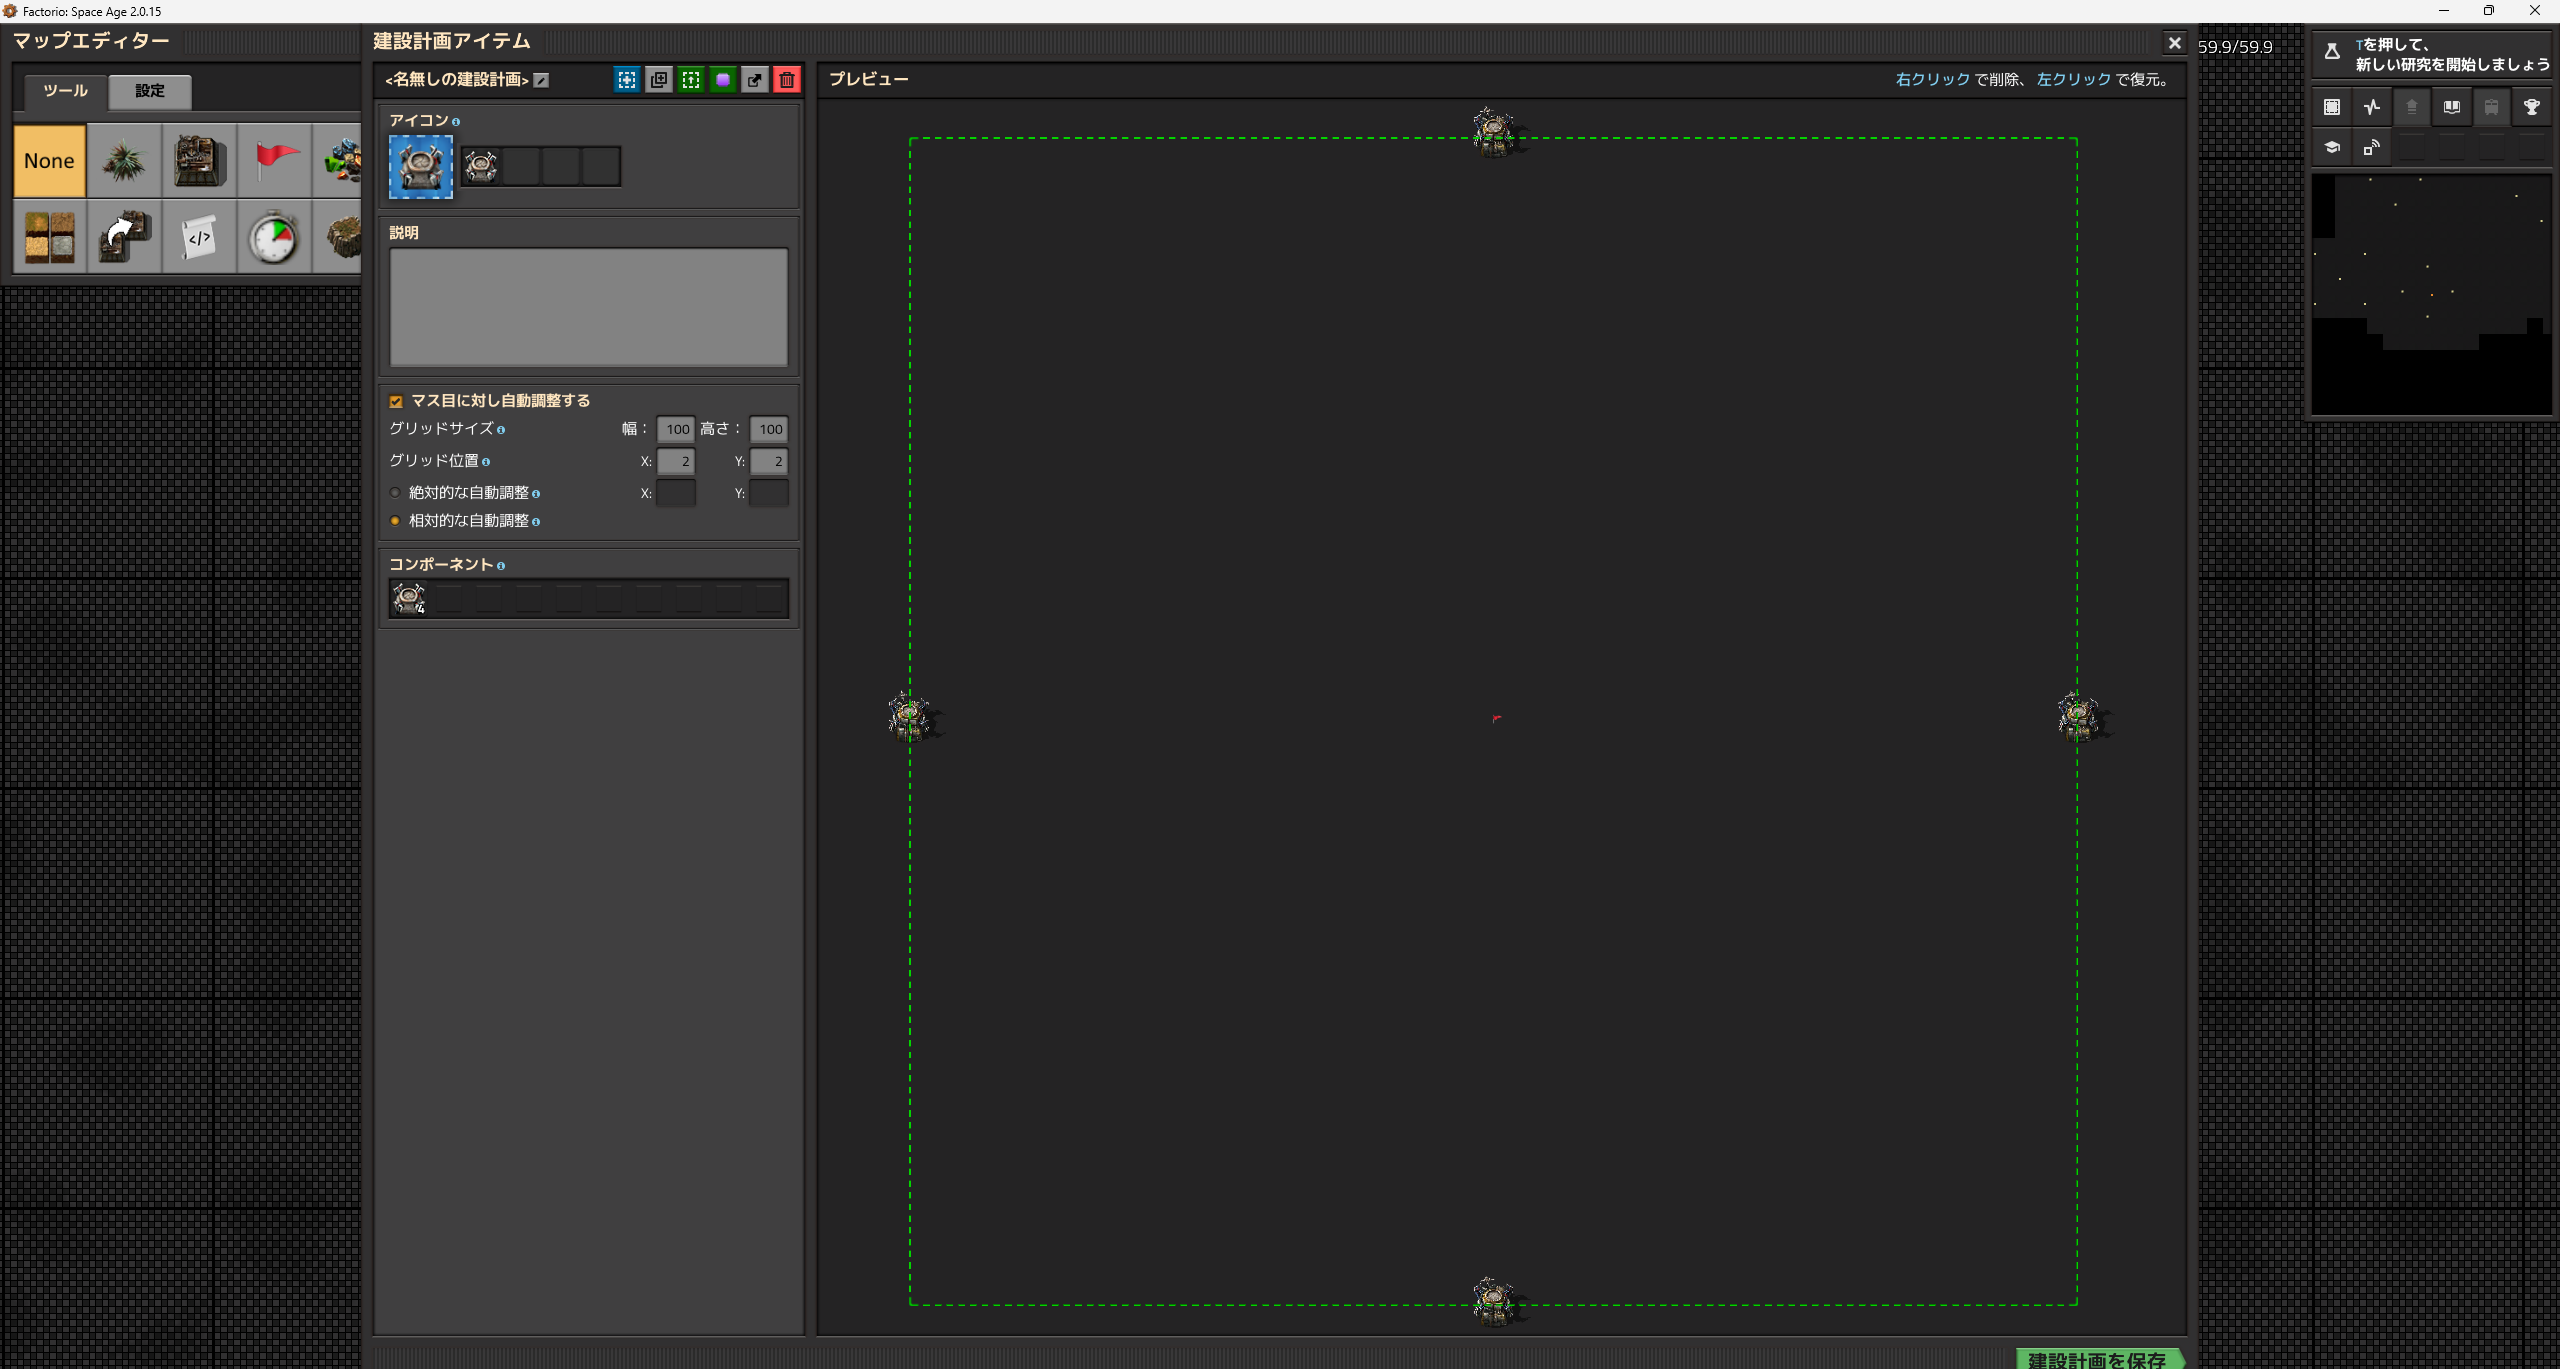 Factorio: Space Age 2.0.15
マップエディター
ツール
設定
None
建設計画アイテム
<名無しの建設計画>
アイコン
説明
マス目に対し自動調整する
グリッドサイズ 幅： 100 高さ： 100
グリッド位置 X: 2 Y: 2
絶対的な自動調整 X: Y:
相対的な自動調整
コンポーネント
4
プレビュー
右クリック で削除、 左クリック で復元。
建設計画を保存
59.9/59.9
Tを押して、
新しい研究を開始しましょう